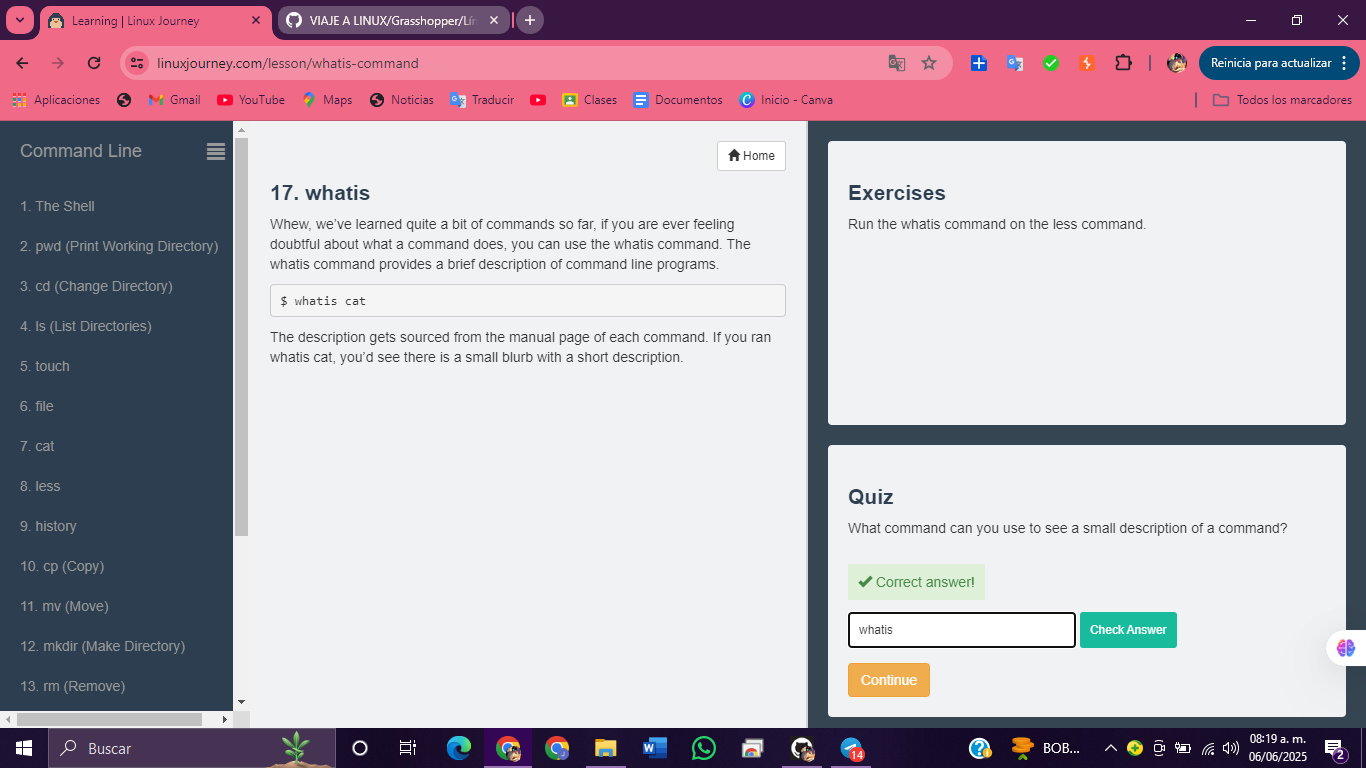 Learning | Linux Journey
VIAJE A LINUX/Grasshopper/Lín
linuxjourney.com/lesson/whatis-command
Reinicia para actualizar
Aplicaciones
Gmail
YouTube
Maps
Noticias
Traducir
Clases
Documentos
Inicio - Canva
Todos los marcadores
Command Line
1. The Shell
2. pwd (Print Working Directory)
3. cd (Change Directory)
4. ls (List Directories)
5. touch
6. file
7. cat
8. less
9. history
10. cp (Copy)
11. mv (Move)
12. mkdir (Make Directory)
13. rm (Remove)
Home
17. whatis
Whew, we've learned quite a bit of commands so far, if you are ever feeling
doubtful about what a command does, you can use the whatis command. The
whatis command provides a brief description of command line programs.
$ whatis cat
The description gets sourced from the manual page of each command. If you ran
whatis cat, you'd see there is a small blurb with a short description.
Exercises
Run the whatis command on the less command.
Quiz
What command can you use to see a small description of a command?
Correct answer!
whatis
Check Answer
Continue
Buscar
14
BOB...
08:19 a. m.
06/06/2025
2